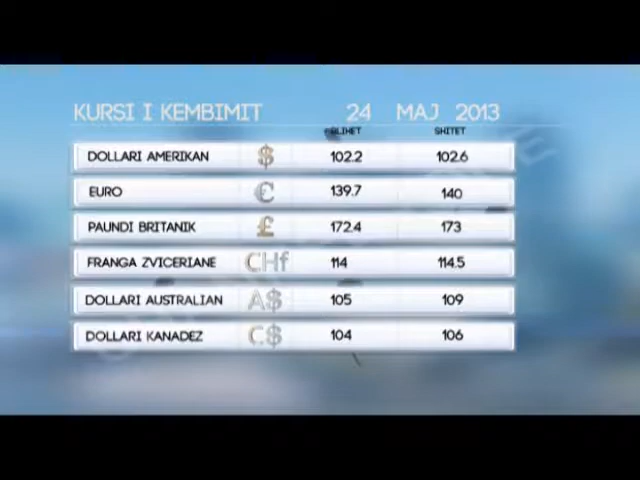 KURSI I KEMBIMIT 24 MAJ 2013
BLIHET SHITET
DOLLARI AMERIKAN $ 102.2 102.6
EURO € 139.7 140
PAUNDI BRITANIK £ 172.4 173
FRANGA ZVICERIANE CHf 114 114.5
DOLLARI AUSTRALIAN A$ 105 109
DOLLARI KANADEZ C$ 104 106